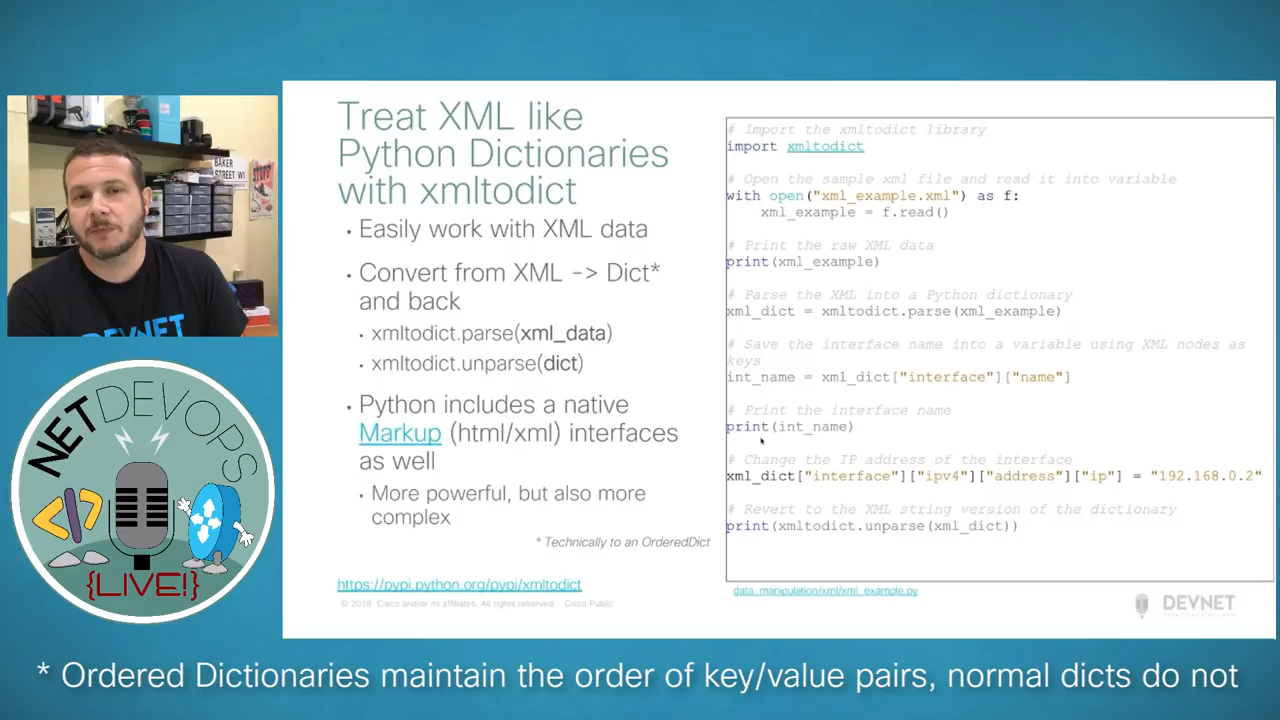 Treat XML like
Python Dictionaries
with xmltodict
• Easily work with XML data
• Convert from XML -> Dict*
and back
• xmltodict.parse(xml_data)
• xmltodict.unparse(dict)
• Python includes a native
Markup (html/xml) interfaces
as well
• More powerful, but also more
complex
* Technically to an OrderedDict
https://pypi.python.org/pypi/xmltodict
© 2018 Cisco and/or its affiliates. All rights reserved. Cisco Public
# Import the xmltodict library
import xmltodict
# Open the sample xml file and read it into variable
with open("xml_example.xml") as f:
xml_example = f.read()
# Print the raw XML data
print(xml_example)
# Parse the XML into a Python dictionary
xml_dict = xmltodict.parse(xml_example)
# Save the interface name into a variable using XML nodes as
keys
int_name = xml_dict["interface"]["name"]
# Print the interface name
print(int_name)
# Change the IP address of the interface
xml_dict["interface"]["ipv4"]["address"]["ip"] = "192.168.0.2"
# Revert to the XML string version of the dictionary
print(xmltodict.unparse(xml_dict))
data_manipulation/xml/xml_example.py
DEVNET
BAKER
STREET W1
DEVNET
NETDEVOPS
{LIVE!}
* Ordered Dictionaries maintain the order of key/value pairs, normal dicts do not